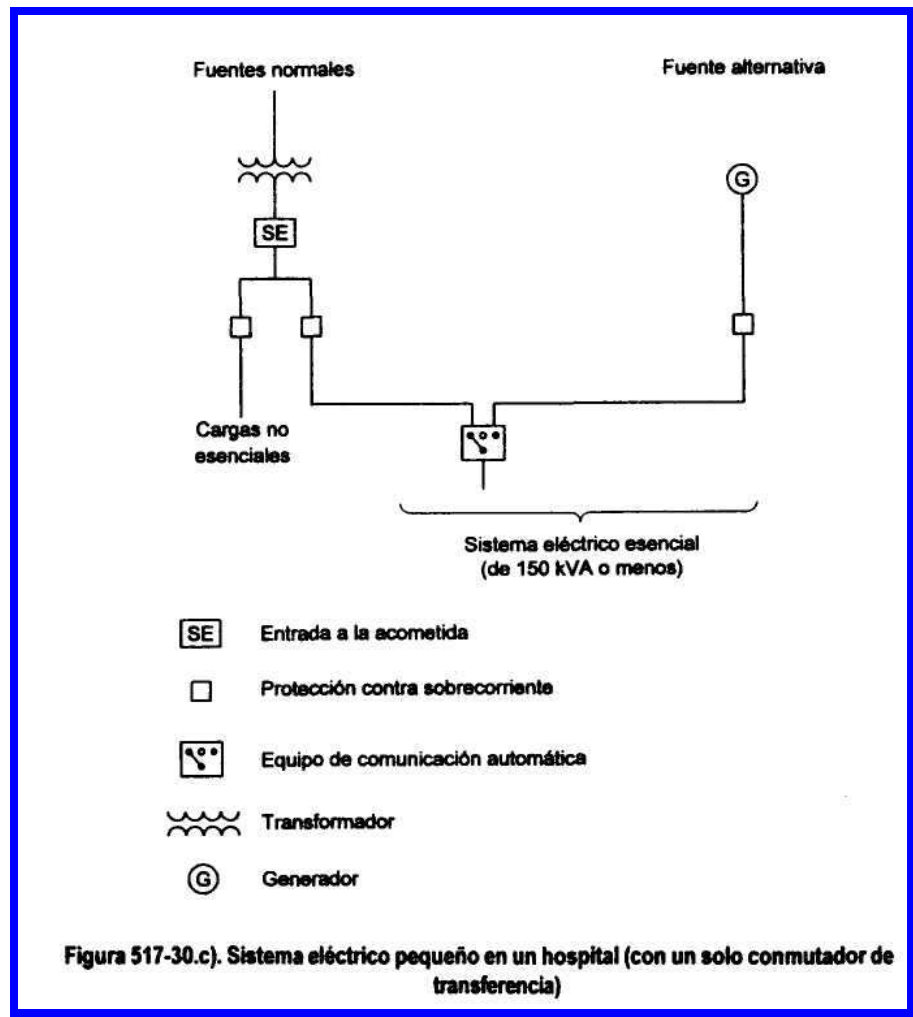 Fuentes normales
Fuente alternativa
G
SE
Cargas no
esenciales
Sistema eléctrico esencial
(de 150 kVA o menos)
SE Entrada a la acometida
Protección contra sobrecorriente
Equipo de comunicación automática
Transformador
G Generador
Figura 517-30.c). Sistema eléctrico pequeño en un hospital (con un solo conmutador de
transferencia)